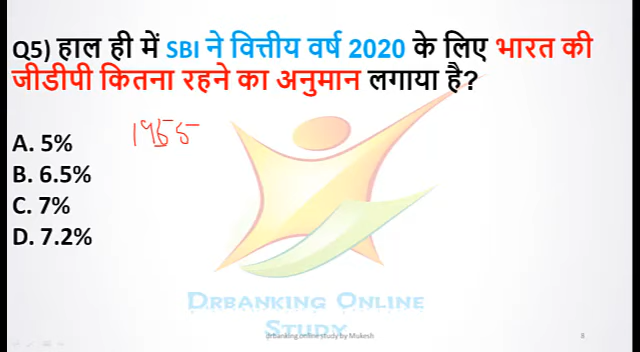 Q5) हाल ही में SBI ने वित्तीय वर्ष 2020 के लिए भारत की
जीडीपी कितना रहने का अनुमान लगाया है?
1955
A. 5%
B. 6.5%
C. 7%
D. 7.2%
DRBANKING ONLINE
STUDY
drbanking online study by Mukesh
8